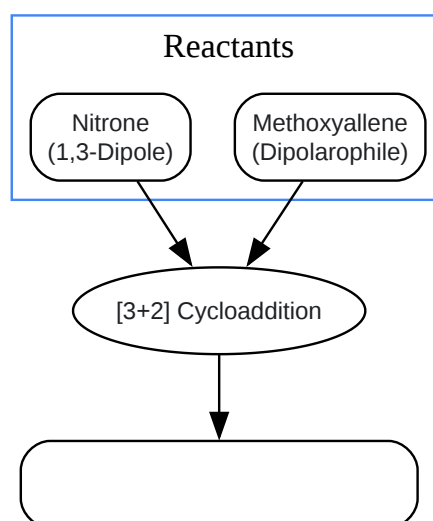 Reactants
Nitrone
(1,3-Dipole)
Methoxyallene
(Dipolarophile)
[3+2] Cycloaddition